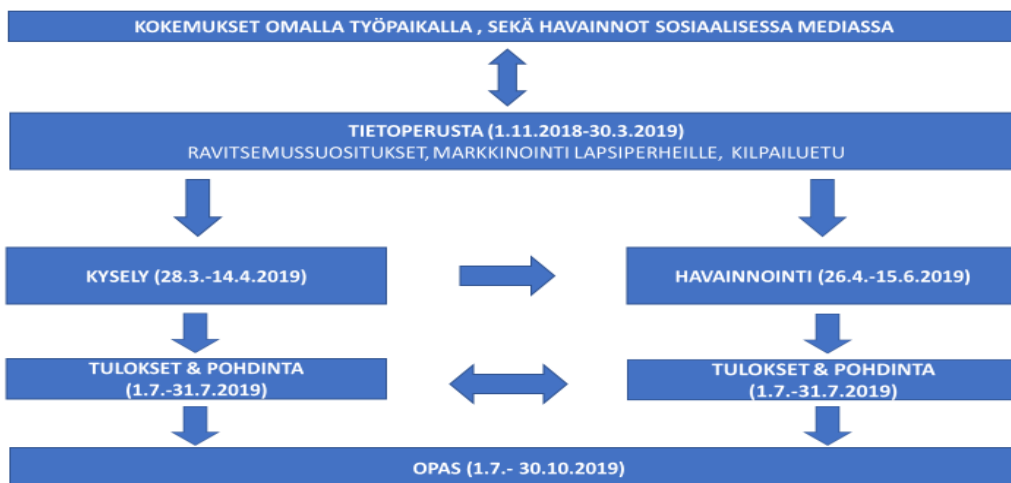 KOKEMUKSET OMALLA TYÖPAIKALLA , SEKÄ HAVAINNOT SOSIAALISESSA MEDIASSA
TIETOPERUSTA (1.11.2018-30.3.2019)
RAVITSEMUSSUOSITUKSET, MARKKINOINTI LAPSIPERHEILLE, KILPAILUETU
KYSELY (28.3.-14.4.2019)
HAVAINNOINTI (26.4.-15.6.2019)
TULOKSET & POHDINTA
(1.7.-31.7.2019)
TULOKSET & POHDINTA
(1.7.-31.7.2019)
OPAS (1.7.- 30.10.2019)